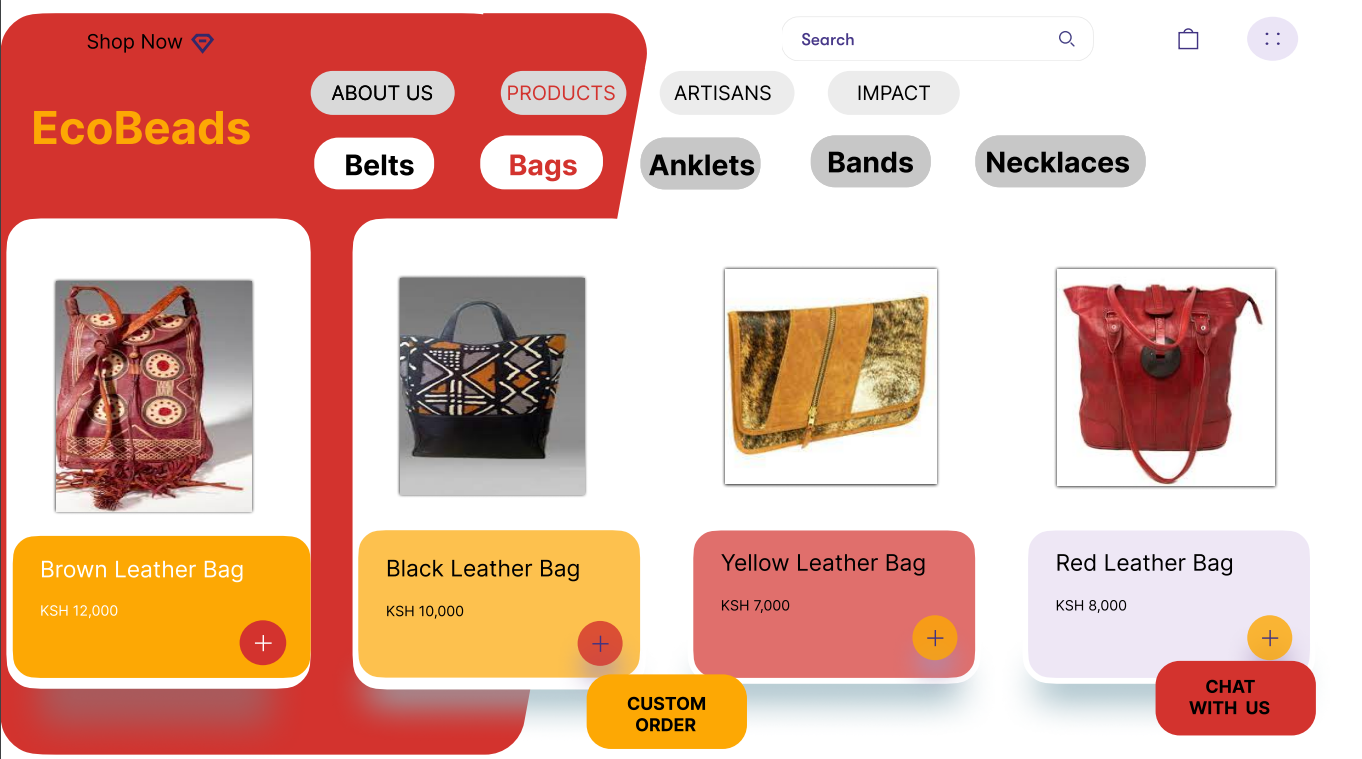 Shop Now
Search
ABOUT US
PRODUCTS
ARTISANS
IMPACT
EcoBeads
Belts
Bags
Anklets
Bands
Necklaces
Brown Leather Bag
KSH 12,000
Black Leather Bag
KSH 10,000
Yellow Leather Bag
KSH 7,000
Red Leather Bag
KSH 8,000
CUSTOM
ORDER
CHAT
WITH US